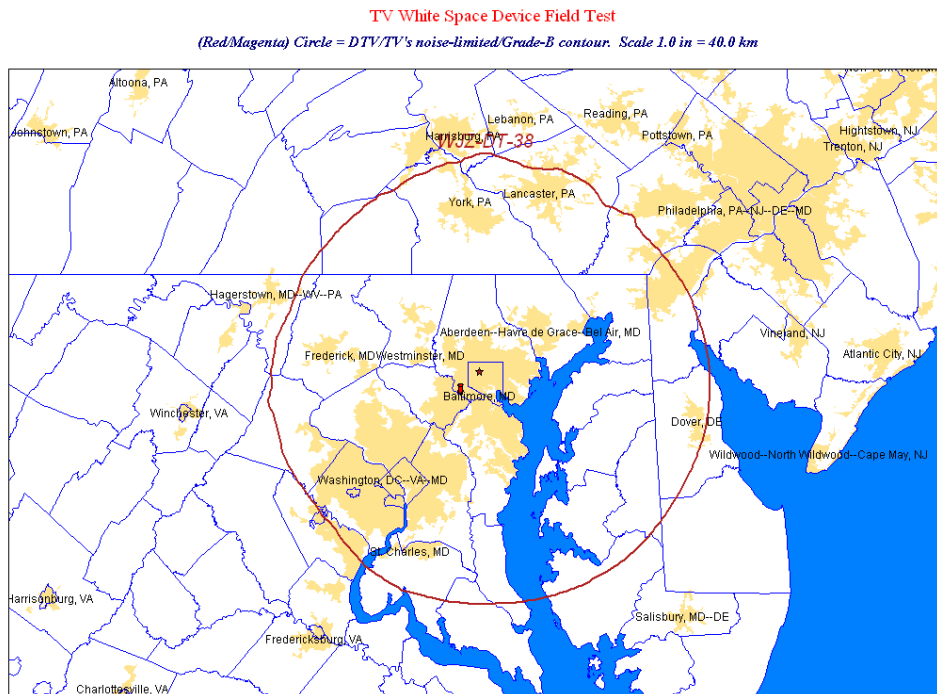 TV White Space Device Field Test
(Red/Magenta) Circle = DTV/TV's noise-limited/Grade-B contour. Scale 1.0 in = 40.0 km
Altoona, PA
Johnstown, PA
Lebanon, PA
Reading, PA
Harrisburg, PA
WJZ-DT-38
Pottstown, PA
Hightstown, NJ
Trenton, NJ
York, PA
Lancaster, PA
Philadelphia, PA--NJ--DE--MD
Hagerstown, MD--WV--PA
Aberdeen--Havre de Grace--Bel Air, MD
Vineland, NJ
Frederick, MD
Westminster, MD
Atlantic City, NJ
Baltimore, MD
Winchester, VA
Dover, DE
Wildwood--North Wildwood--Cape May, NJ
Washington, DC--VA--MD
St. Charles, MD
Harrisonburg, VA
Salisbury, MD--DE
Fredericksburg, VA
Charlottesville, VA